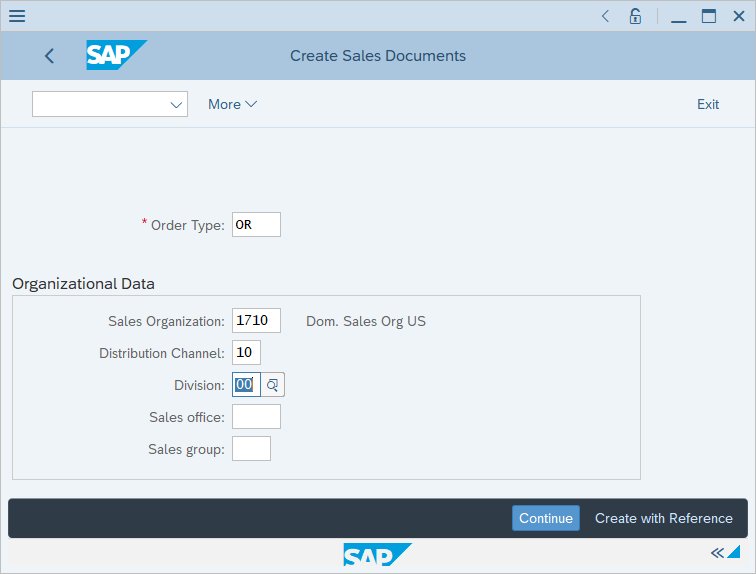 SAP
Create Sales Documents
More
Exit
* Order Type: OR
Organizational Data
Sales Organization: 1710 Dom. Sales Org US
Distribution Channel: 10
Division: 00
Sales office:
Sales group:
Continue Create with Reference
SAP